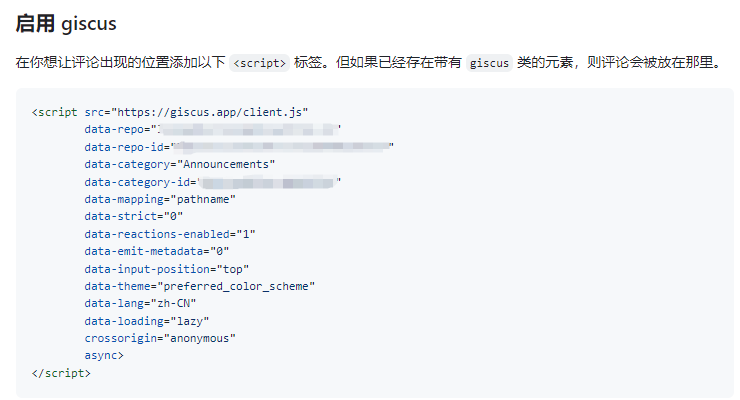 启用 giscus
在你想让评论出现的位置添加以下 <script> 标签。但如果已经存在带有 giscus 类的元素，则评论会被放在那里。
<script src="https://giscus.app/client.js"
data-repo=" "
data-repo-id=" "
data-category="Announcements"
data-category-id=" "
data-mapping="pathname"
data-strict="0"
data-reactions-enabled="1"
data-emit-metadata="0"
data-input-position="top"
data-theme="preferred_color_scheme"
data-lang="zh-CN"
data-loading="lazy"
crossorigin="anonymous"
async>
</script>